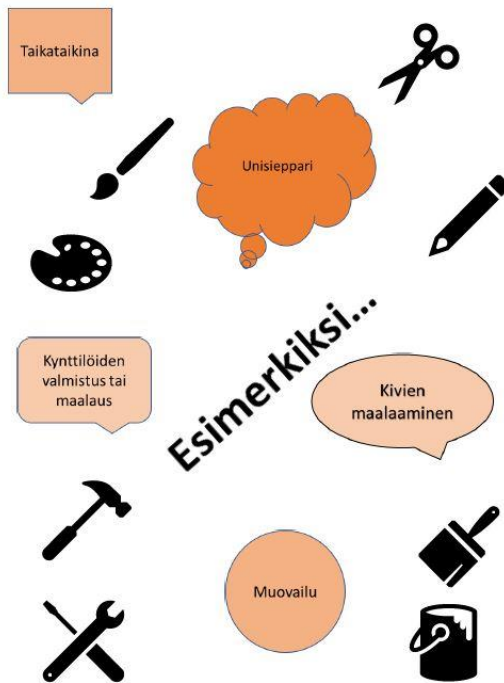 Taikataikina
Unisieppari
Esimerkiksi...
Kynttilöiden
valmistus tai
maalaus
Kivien
maalaaminen
Muovailu